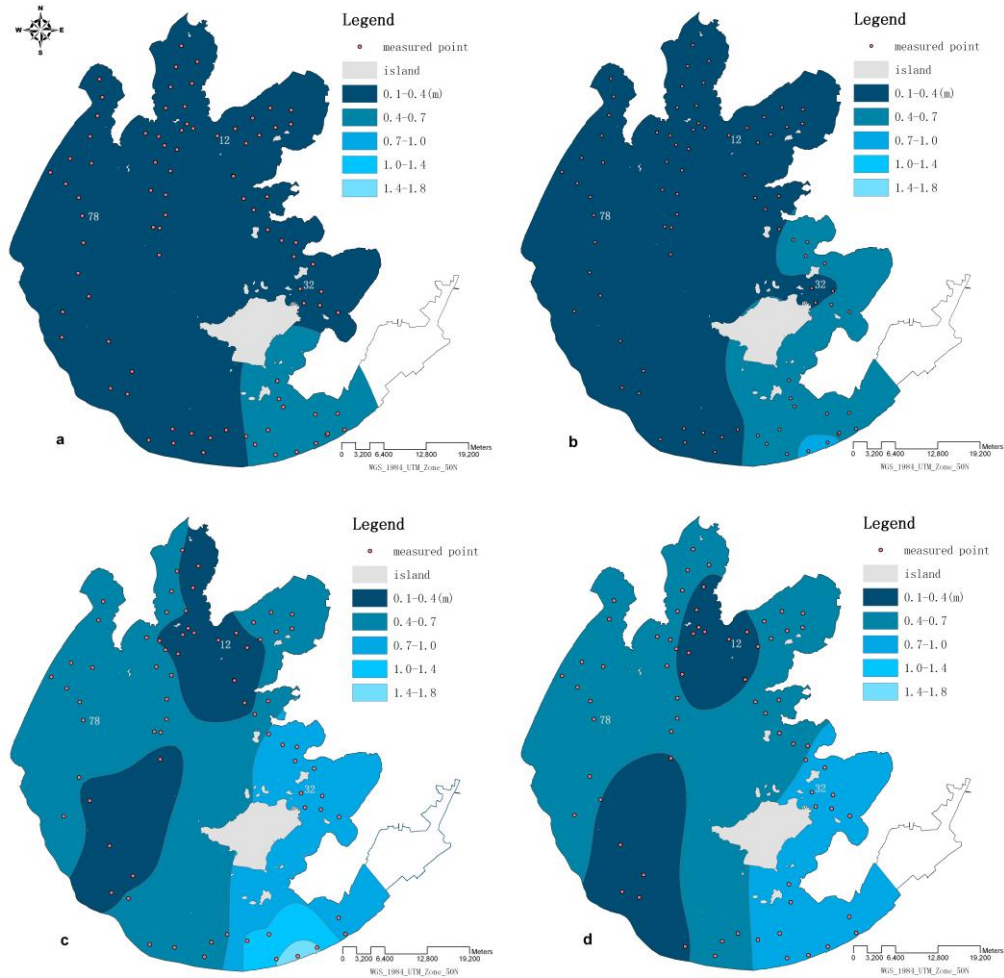 N
W E
S
Legend
measured point
island
0.1-0.4(m)
0.4-0.7
0.7-1.0
1.0-1.4
1.4-1.8
12
78
32
a
Meters
0 3,200 6,400 12,800 19,200
WGS_1984_UTM_Zone_50N
Legend
measured point
island
0.1-0.4(m)
0.4-0.7
0.7-1.0
1.0-1.4
1.4-1.8
12
78
32
b
Meters
0 3,200 6,400 12,800 19,200
WGS_1984_UTM_Zone_50N
Legend
measured point
island
0.1-0.4(m)
0.4-0.7
0.7-1.0
1.0-1.4
1.4-1.8
12
78
32
c
Meters
0 3,200 6,400 12,800 19,200
WGS_1984_UTM_Zone_50N
Legend
measured point
island
0.1-0.4(m)
0.4-0.7
0.7-1.0
1.0-1.4
1.4-1.8
12
78
32
d
Meters
0 3,200 6,400 12,800 19,200
WGS_1984_UTM_Zone_50N